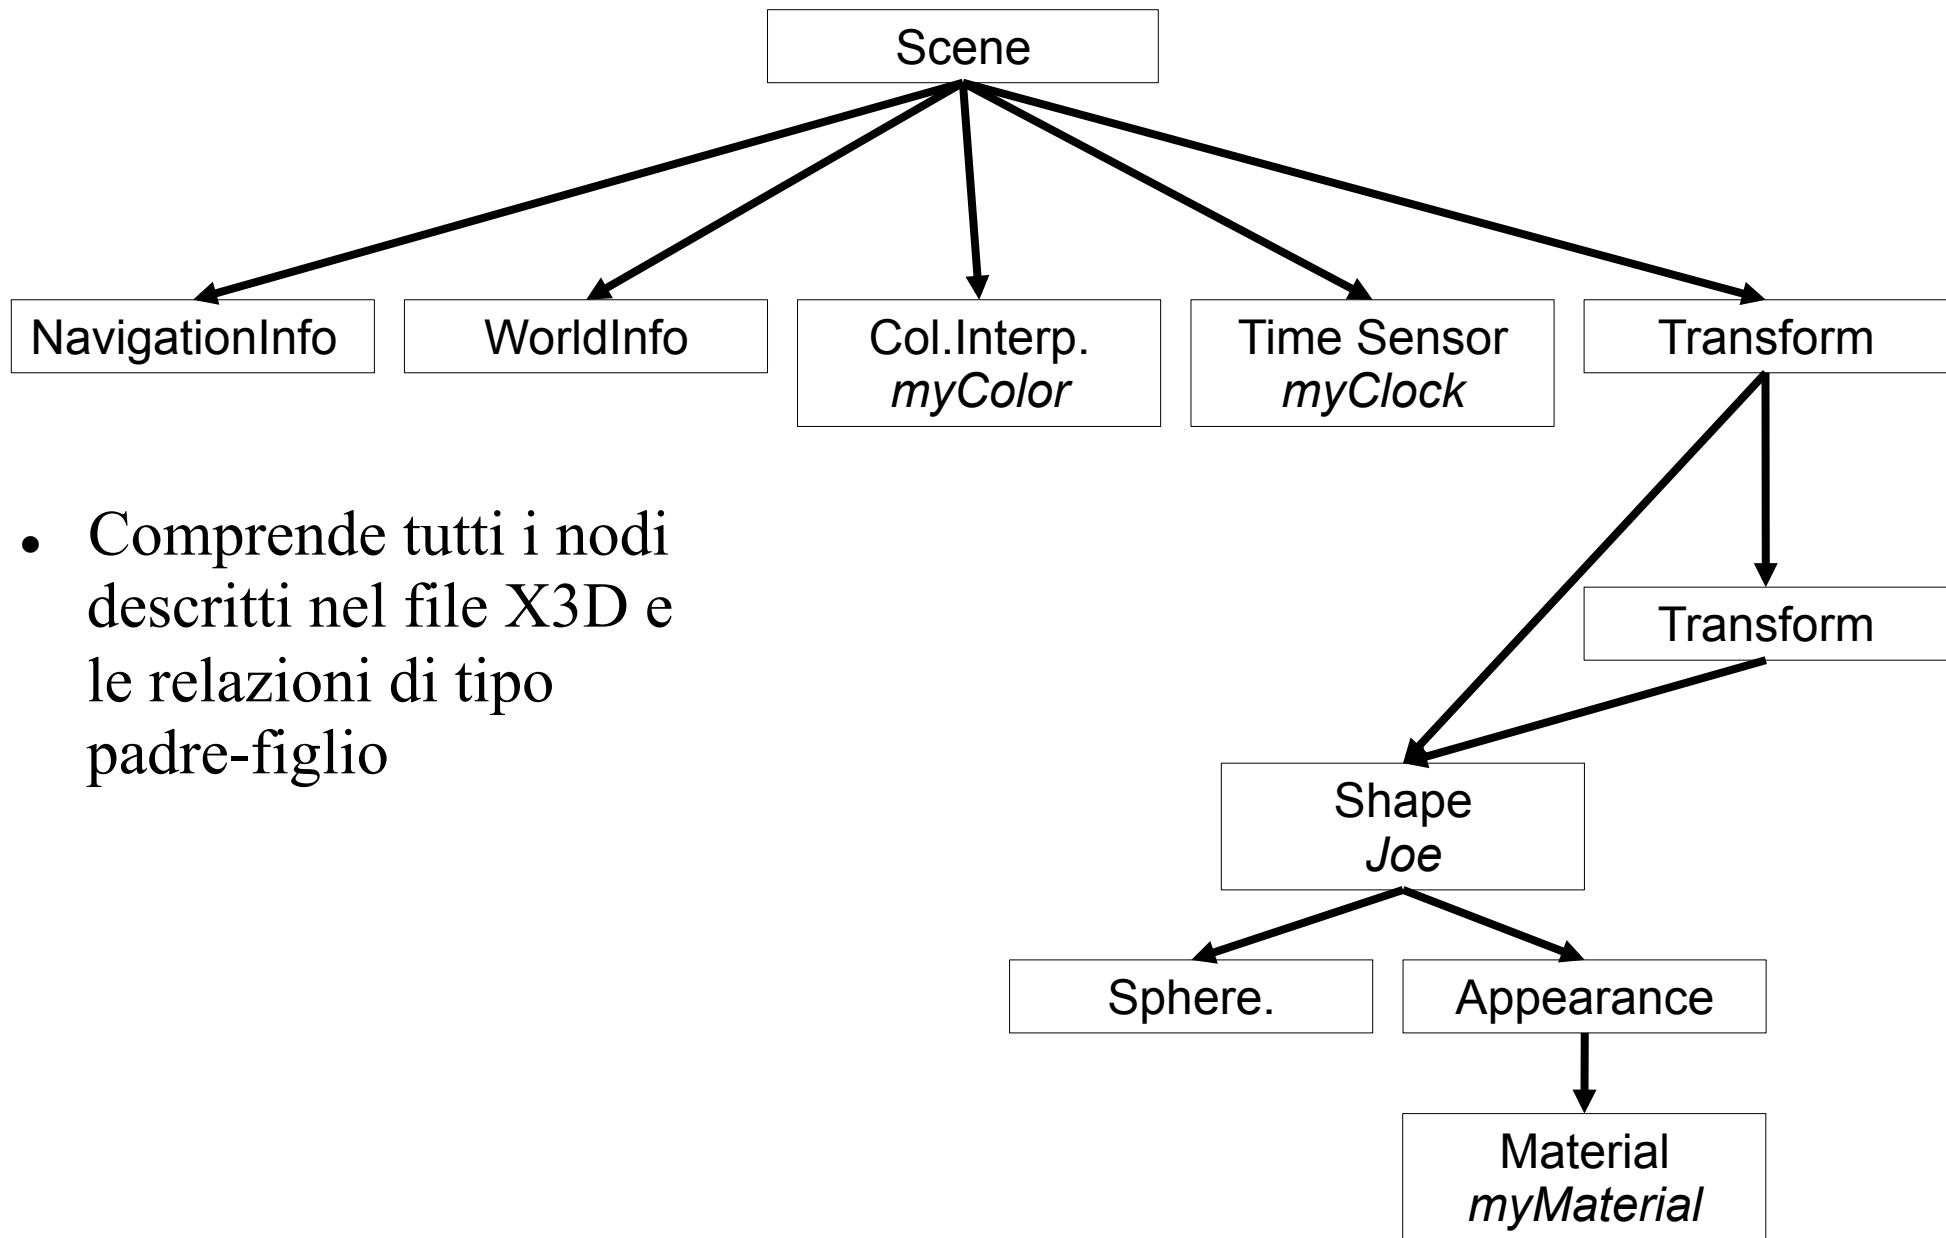 Scene
NavigationInfo
WorldInfo
Col.Interp.
myColor
Time Sensor
myClock
Transform
• Comprende tutti i nodi
descritti nel file X3D e
le relazioni di tipo
padre-figlio
Transform
Shape
Joe
Sphere.
Appearance
Material
myMaterial